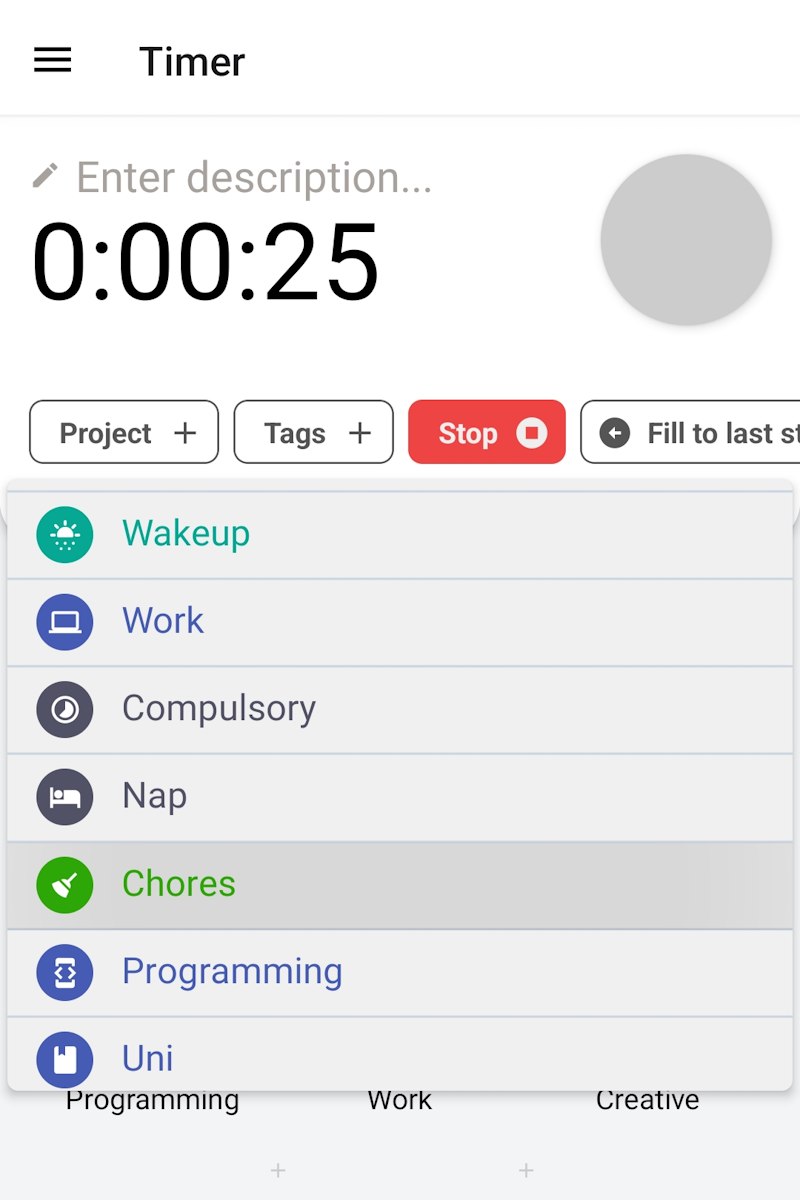 Timer
Enter description...
0:00:25
Project + Tags + Stop Fill to last st
Wakeup
Work
Compulsory
Nap
Chores
Programming
Uni
Programming Work Creative
+ +